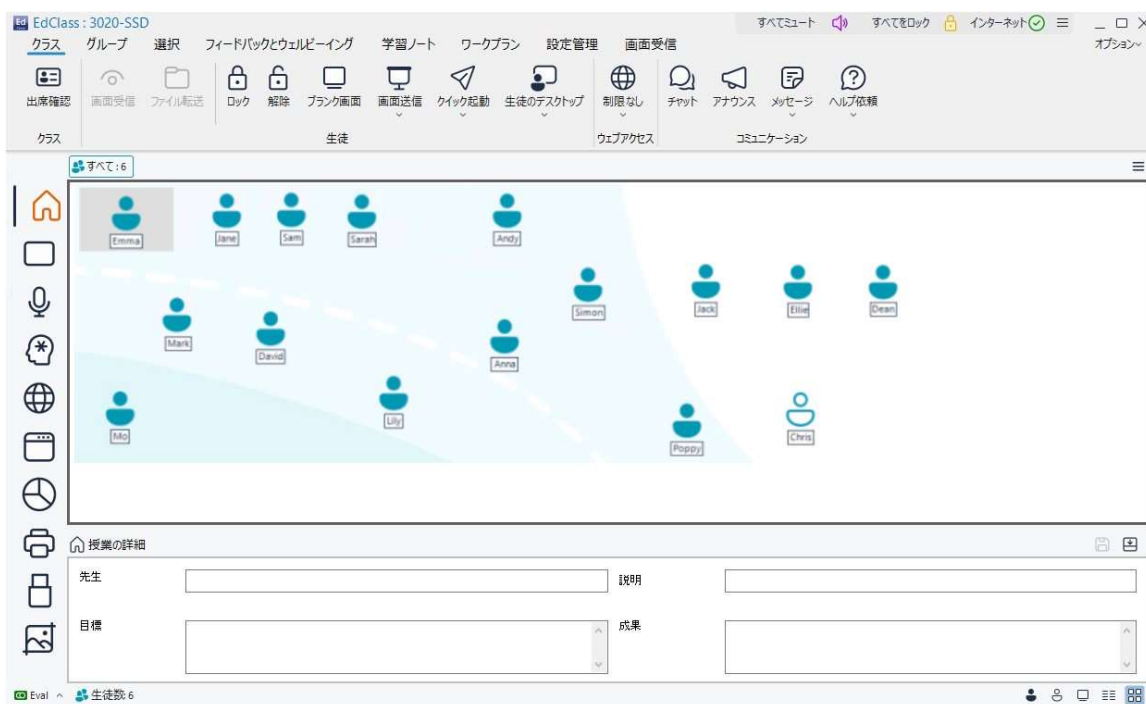 Ed EdClass : 3020-SSD
すべてミュート すべてをロック インターネット
クラス グループ 選択 フィードバックとウェルビーイング 学習ノート ワークプラン 設定管理 画面受信 オプション
出席確認 画面受信 ファイル転送 ロック 解除 ブランク画面 画面送信 クイック起動 生徒のデスクトップ 制限なし チャット アナウンス メッセージ ヘルプ依頼
クラス 生徒 ウェブアクセス コミュニケーション
すべて:6
Emma Jane Sam Sarah Andy
Simon Jack Ellie Dean
Mark David Anna
Mo Lily Poppy Chris
授業の詳細
先生 説明
目標 成果
Eval 生徒数: 6